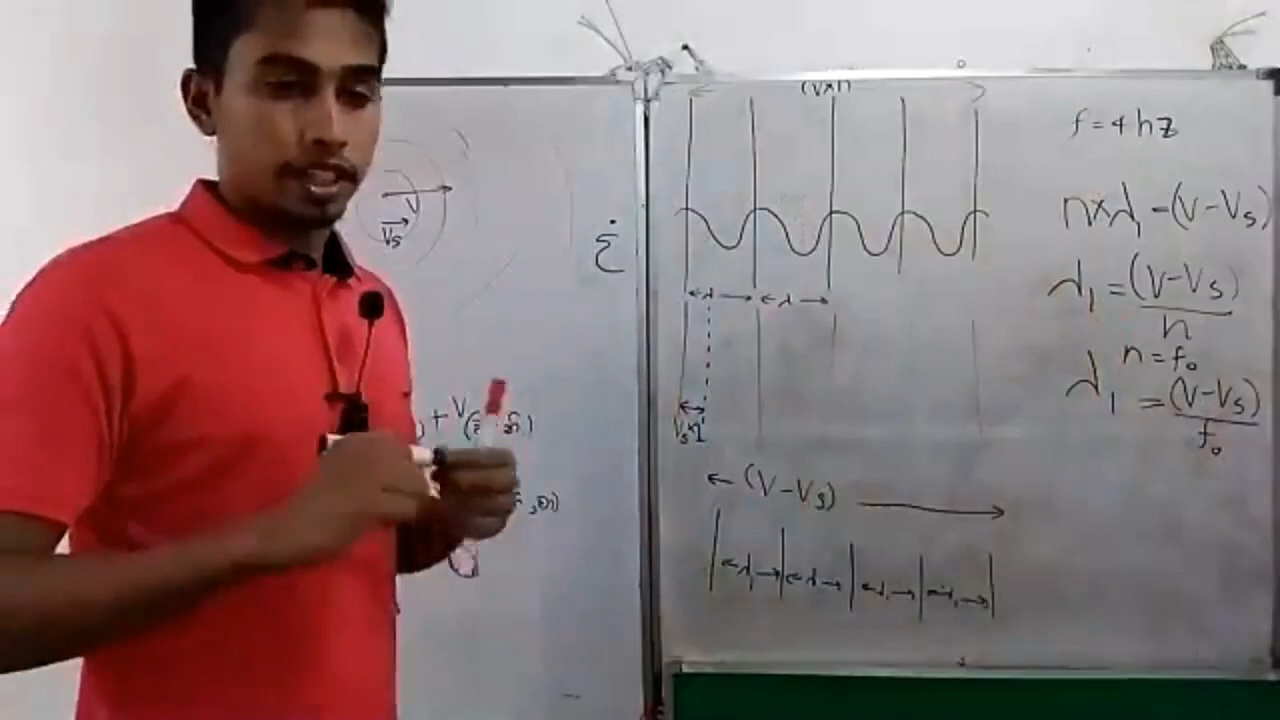 V
Vs
(V×1)
f = 4 hz
n×λ₁ = (V-Vs)
λ₁ = (V-Vs)
n
n = f₀
λ₁ = (V-Vs)
f₀
←λ→ ←λ→
Vs×1
← (V-Vs) →
←λ₁→ ←λ₁→ ←λ₁→ ←λ₁→